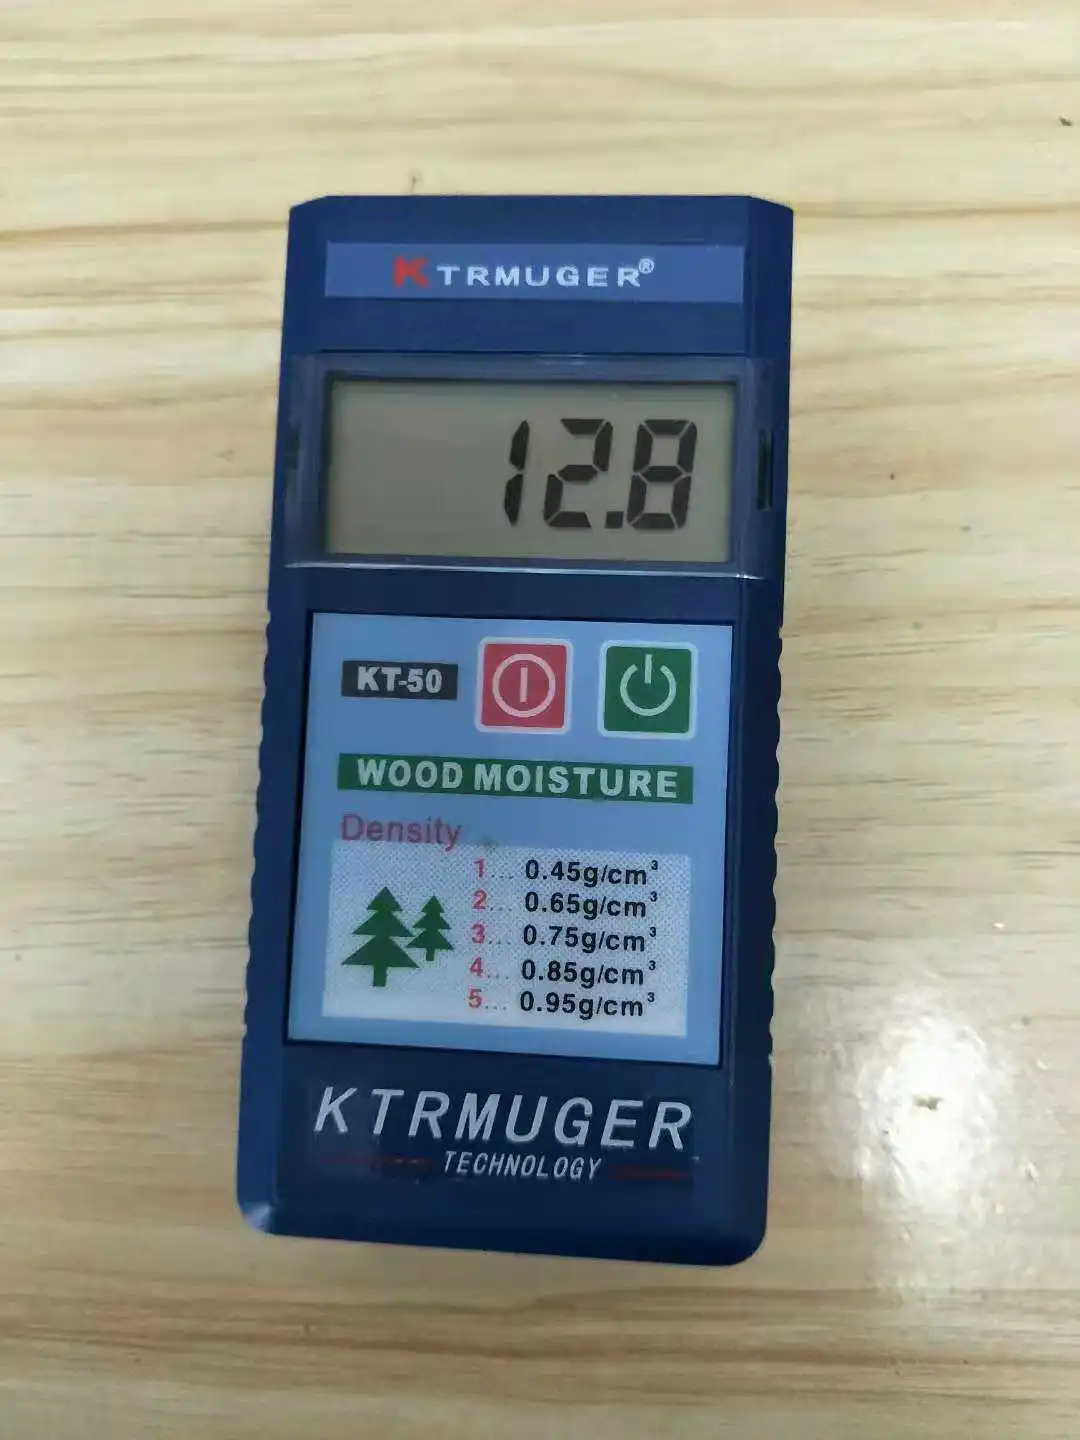 KTRMUGER®
12.8
KT-50
WOOD MOISTURE
Density
1... 0.45g/cm³
2... 0.65g/cm³
3... 0.75g/cm³
4... 0.85g/cm³
5... 0.95g/cm³
KTRMUGER
TECHNOLOGY